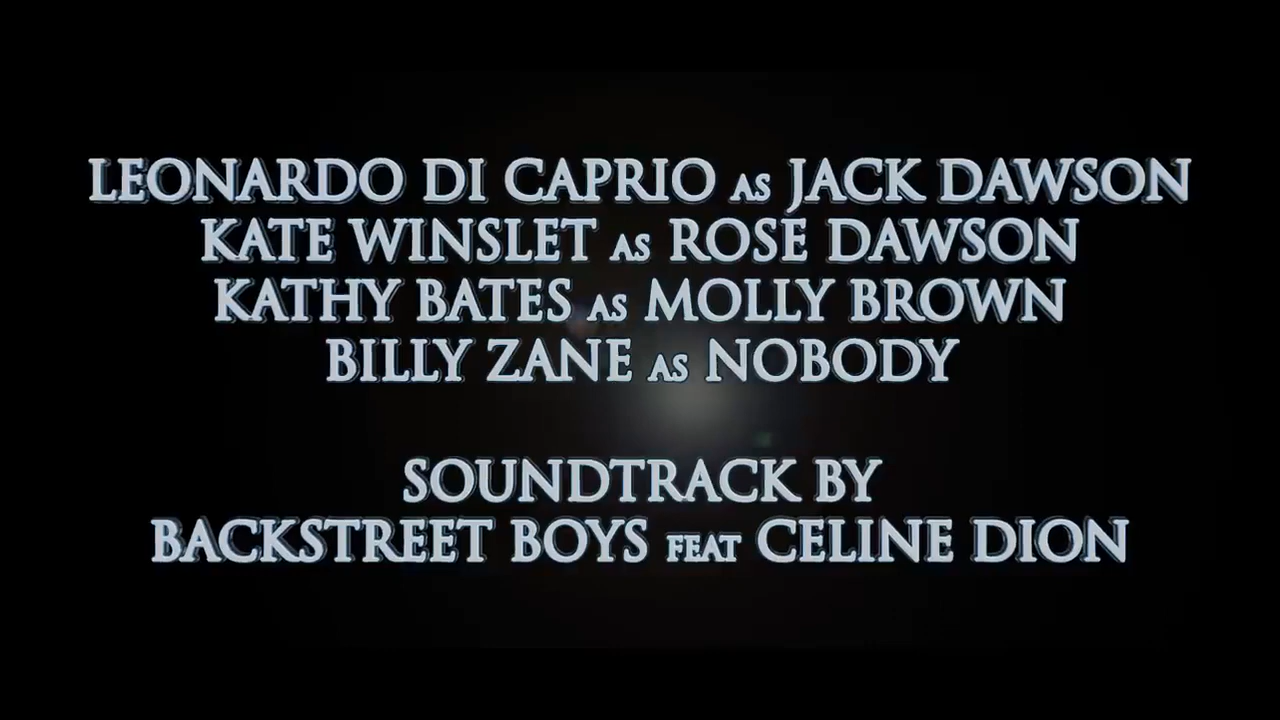 LEONARDO DI CAPRIO AS JACK DAWSON
KATE WINSLET AS ROSE DAWSON
KATHY BATES AS MOLLY BROWN
BILLY ZANE AS NOBODY
SOUNDTRACK BY
BACKSTREET BOYS FEAT CELINE DION